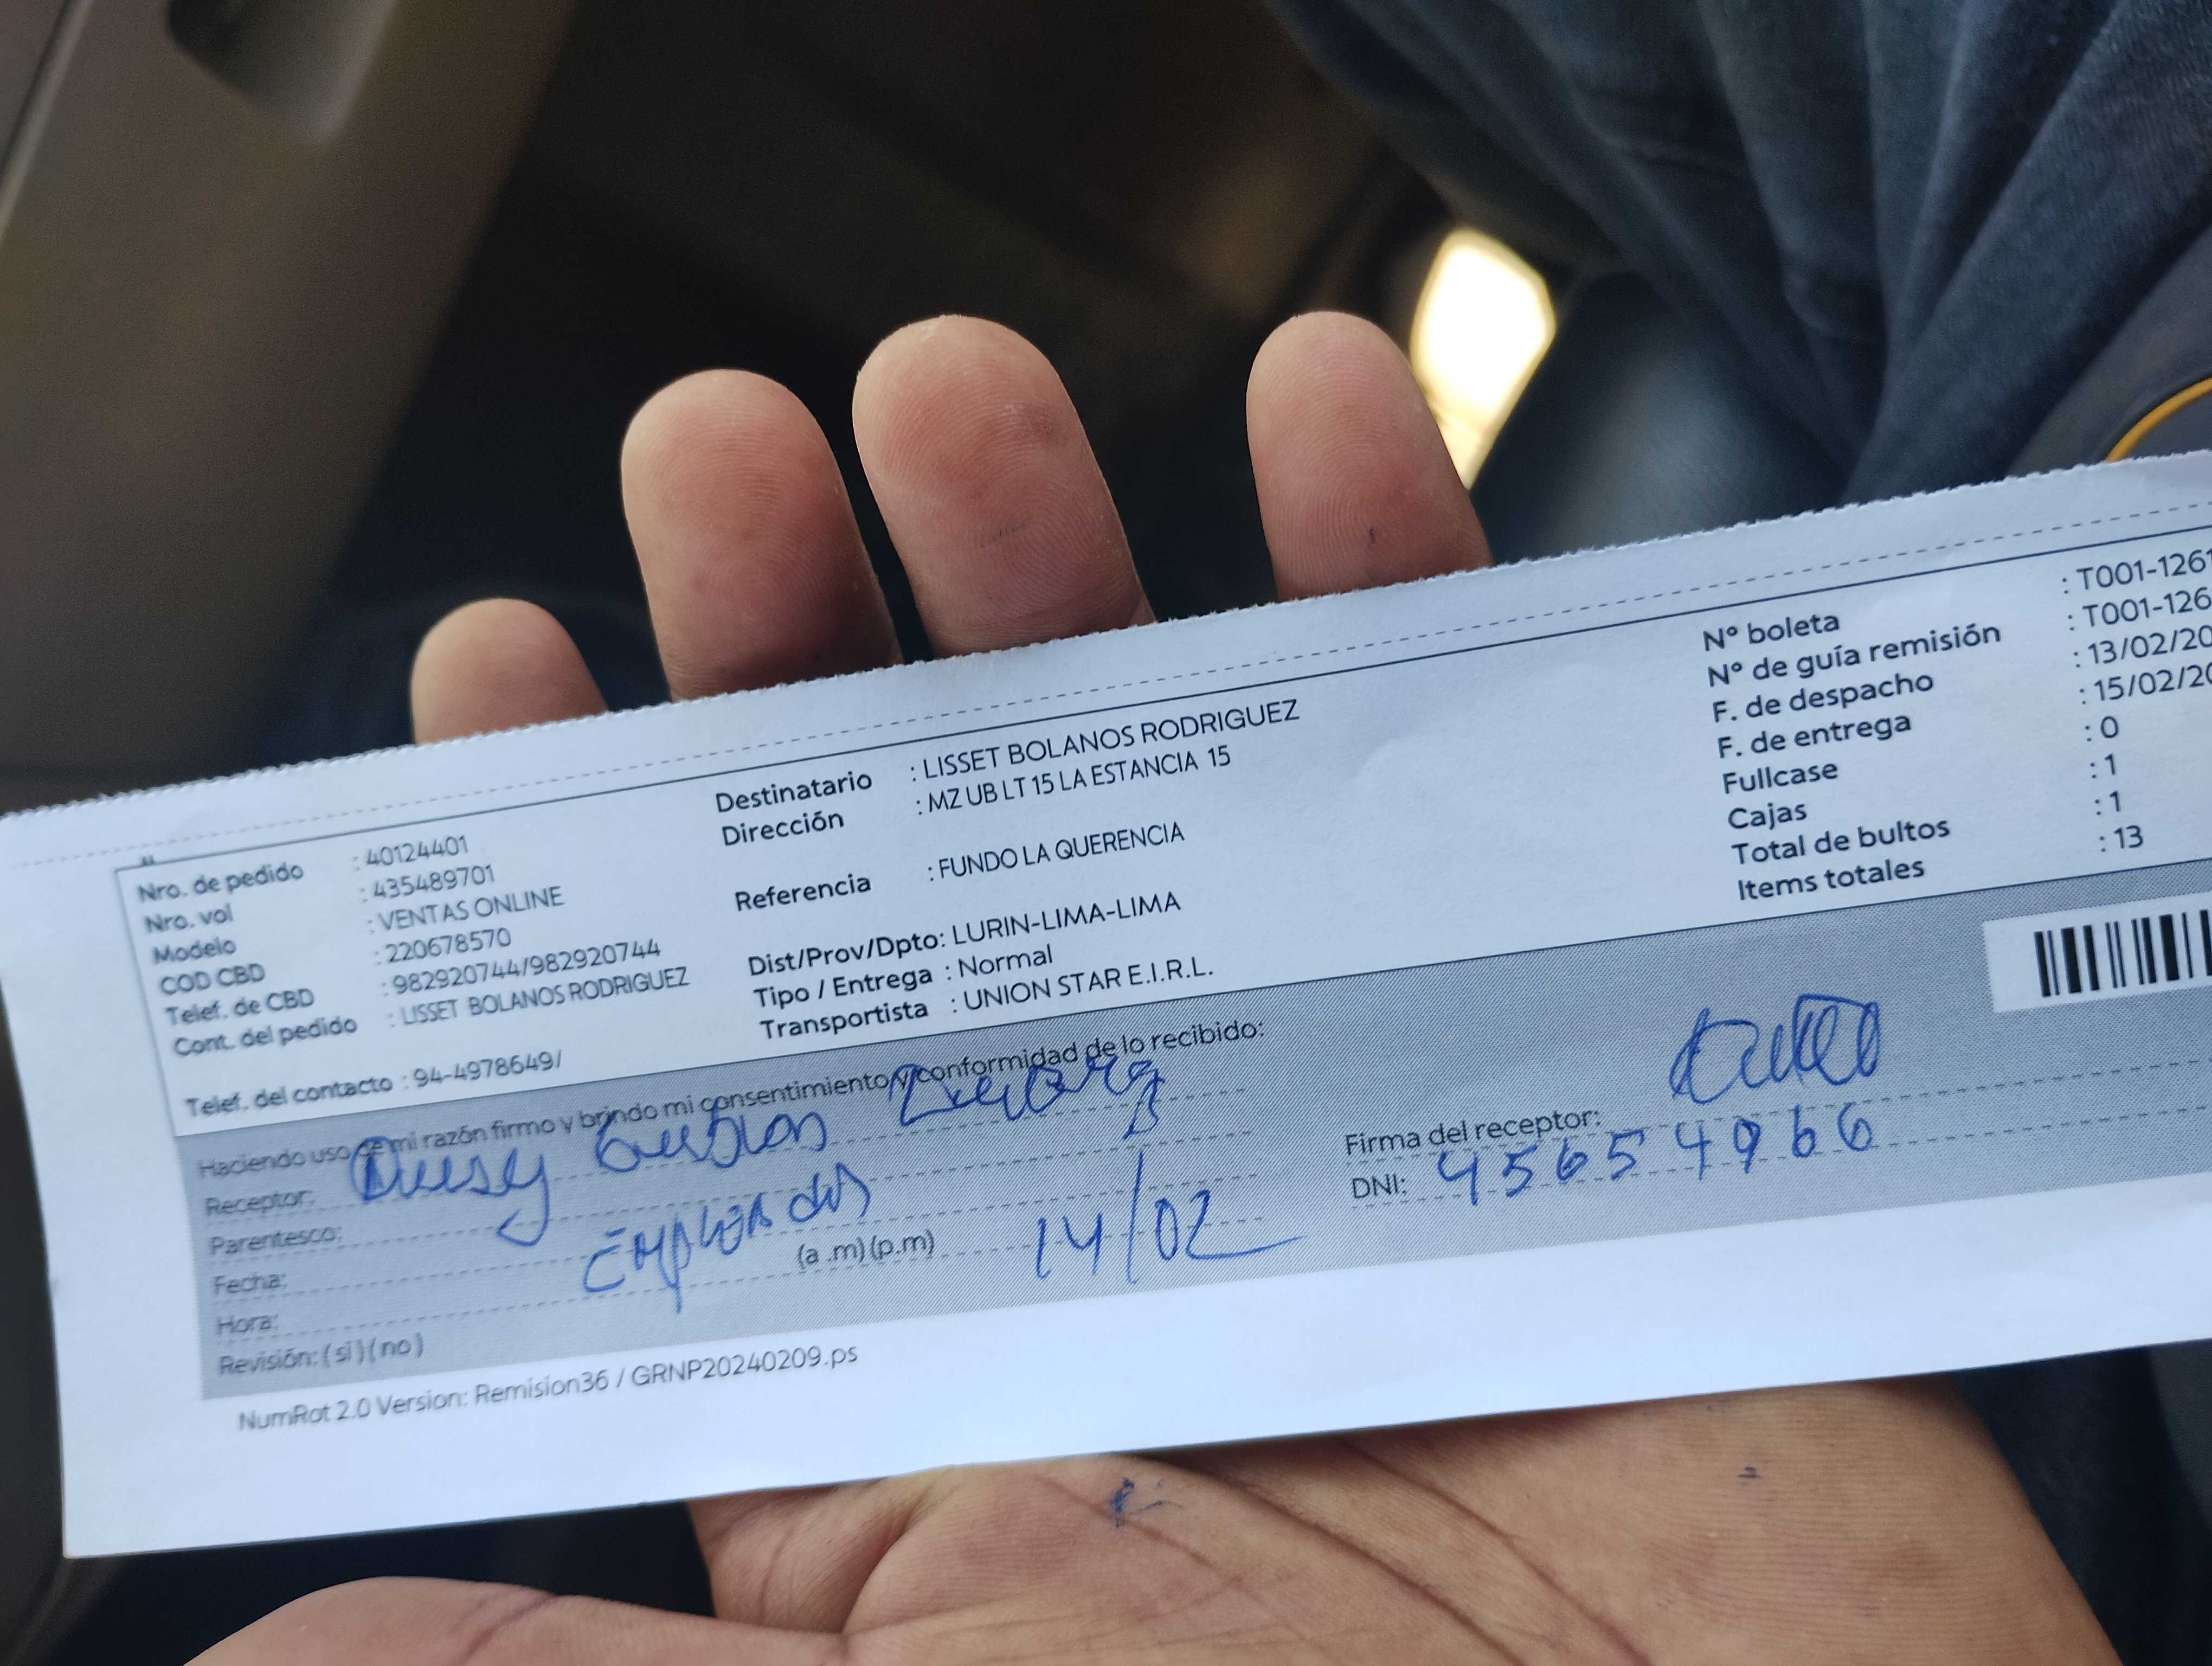 Nro. de pedido : 40124401
Nro. vol : 435489701
Modelo : VENTAS ONLINE
COD CBD : 220678570
Telef. de CBD : 982920744/982920744
Cont. del pedido : LISSET BOLANOS RODRIGUEZ
Telef. del contacto : 94-4978649/
Destinatario : LISSET BOLANOS RODRIGUEZ
Dirección : MZ UB LT 15 LA ESTANCIA 15
Referencia : FUNDO LA QUERENCIA
Dist/Prov/Dpto: LURIN-LIMA-LIMA
Tipo / Entrega : Normal
Transportista : UNION STAR E.I.R.L.
N° boleta : T001-1261
N° de guía remisión : T001-126
F. de despacho : 13/02/20
F. de entrega : 15/02/20
Fullcase : 0
Cajas : 1
Total de bultos : 1
Items totales : 13
Haciendo uso de mi razón firmo y brindo mi consentimiento y conformidad de lo recibido:
Receptor:
Parentesco:
Fecha: 14/02
Hora: (a .m)(p.m)
Revisión: (si)(no)
Firma del receptor:
DNI: 45654966
NumRot 2.0 Version: Remision36 / GRNP20240209.ps